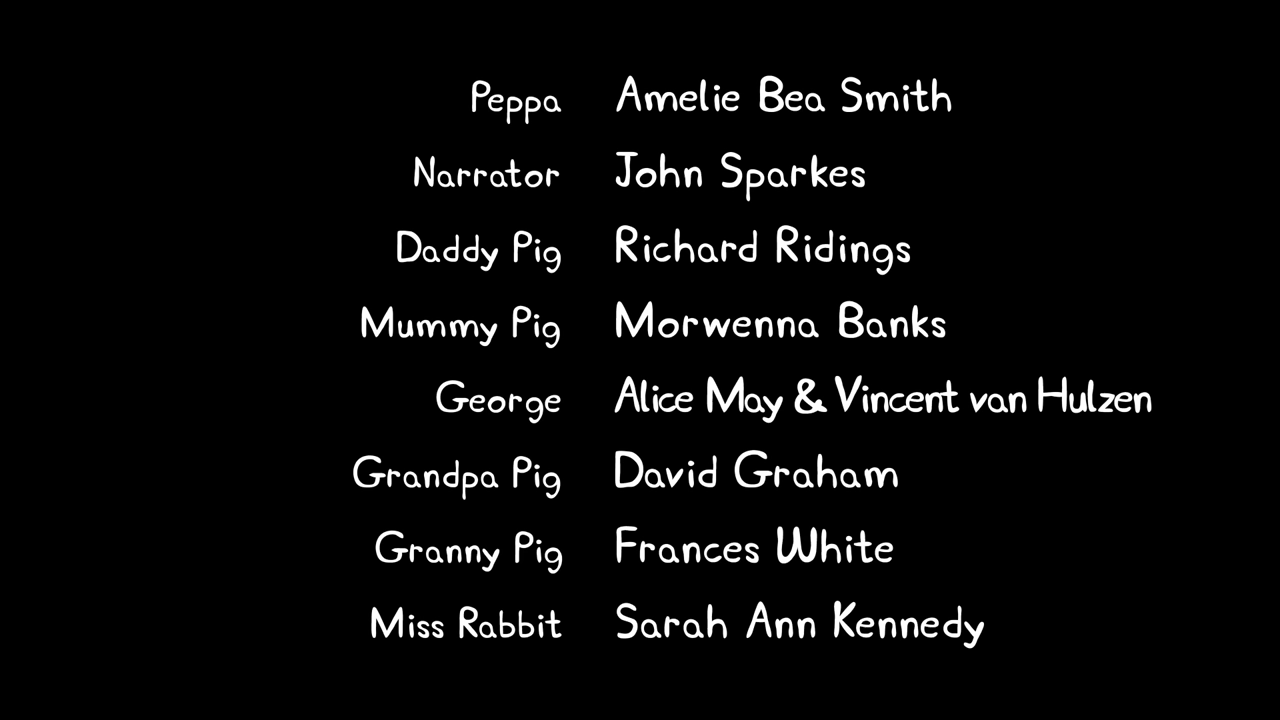 Peppa Amelie Bea Smith
Narrator John Sparkes
Daddy Pig Richard Ridings
Mummy Pig Morwenna Banks
George Alice May & Vincent van Hulzen
Grandpa Pig David Graham
Granny Pig Frances White
Miss Rabbit Sarah Ann Kennedy